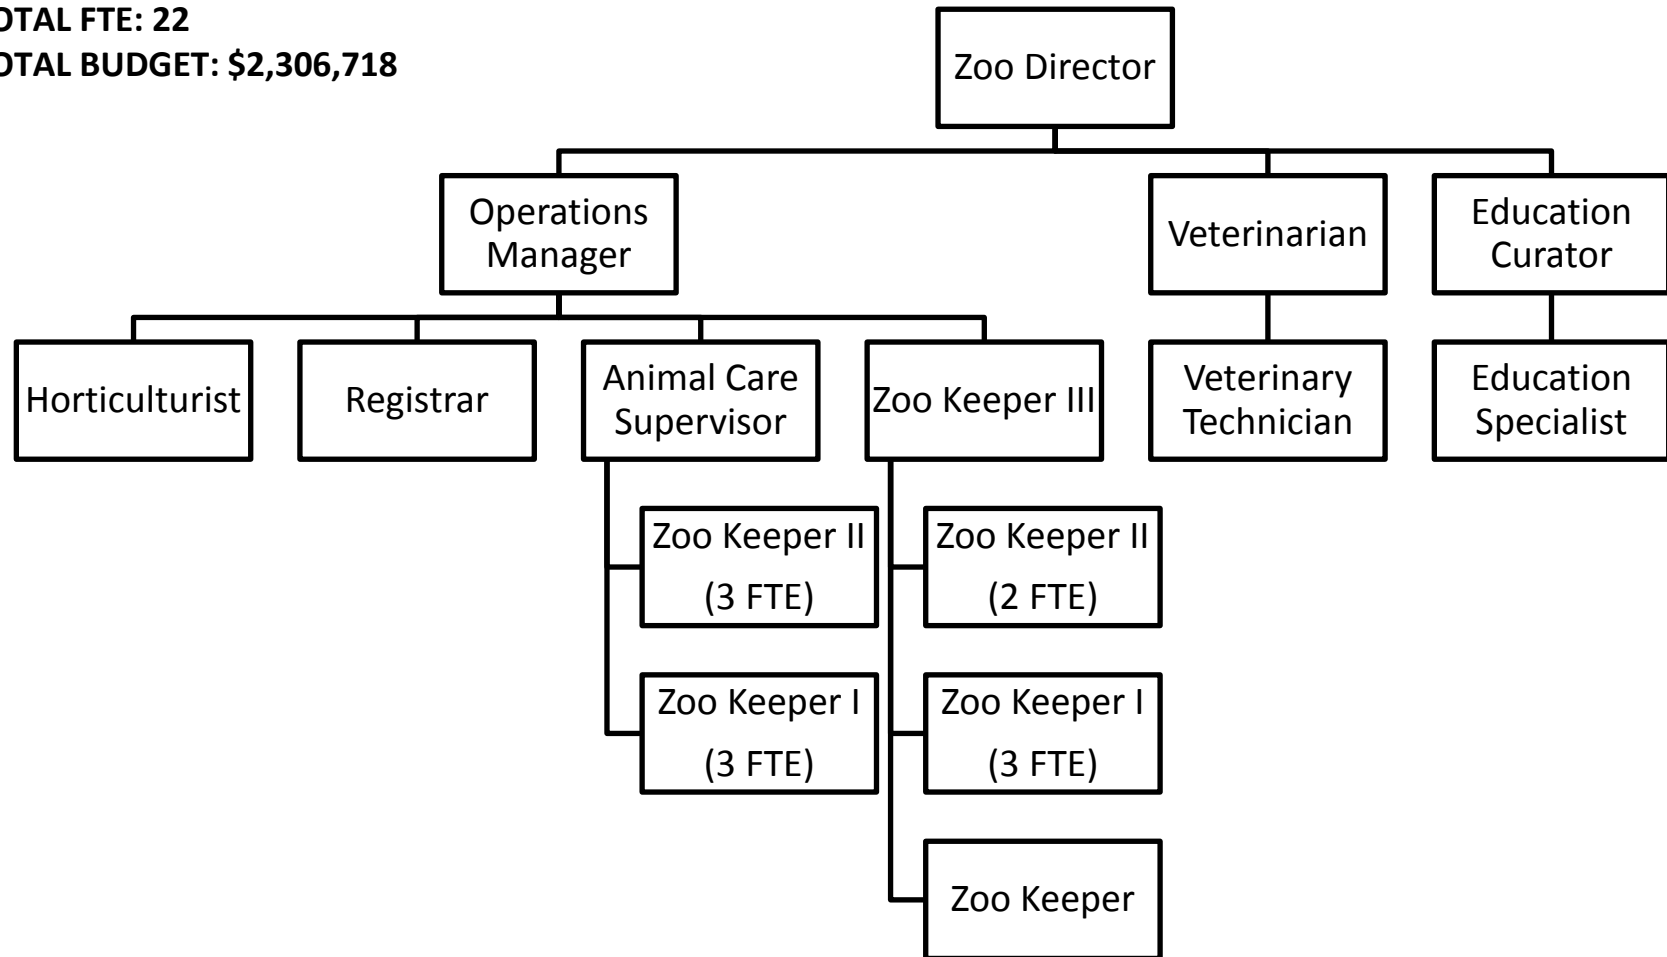 OTAL FTE: 22
OTAL BUDGET: $2,306,718
Zoo Director
Operations
Manager
Veterinarian
Education
Curator
Horticulturist
Registrar
Animal Care
Supervisor
Zoo Keeper III
Veterinary
Technician
Education
Specialist
Zoo Keeper II
(3 FTE)
Zoo Keeper II
(2 FTE)
Zoo Keeper I
(3 FTE)
Zoo Keeper I
(3 FTE)
Zoo Keeper